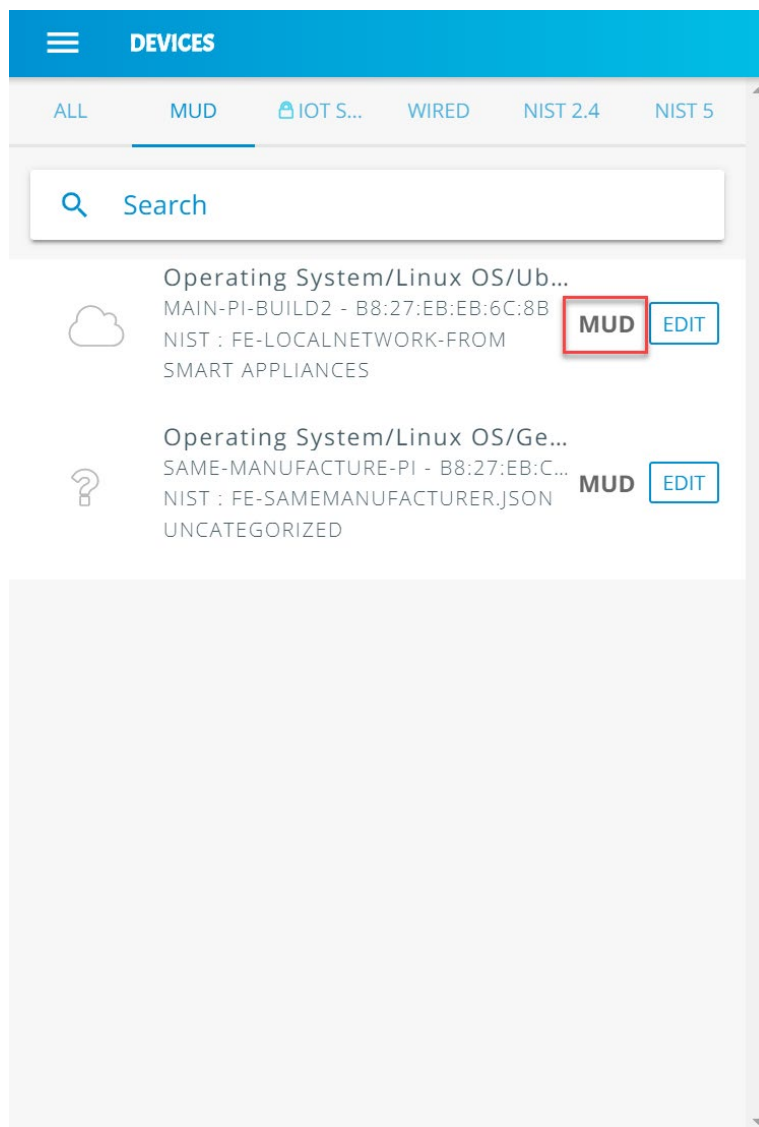 DEVICES
ALL MUD IOT S... WIRED NIST 2.4 NIST 5
Search
Operating System/Linux OS/Ub...
MAIN-PI-BUILD2 - B8:27:EB:EB:6C:8B
NIST : FE-LOCALNETWORK-FROM
SMART APPLIANCES
MUD EDIT
Operating System/Linux OS/Ge...
SAME-MANUFACTURE-PI - B8:27:EB:C...
NIST : FE-SAMEMANUFACTURER.JSON
UNCATEGORIZED
MUD EDIT